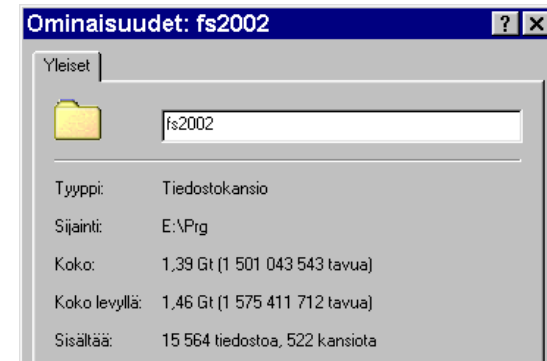 Ominaisuudet: fs2002
Yleiset
fs2002
Tyyppi: Tiedostokansio
Sijainti: E:\Prg
Koko: 1,39 Gt (1 501 043 543 tavua)
Koko levyllä: 1,46 Gt (1 575 411 712 tavua)
Sisältää: 15 564 tiedostoa, 522 kansiota